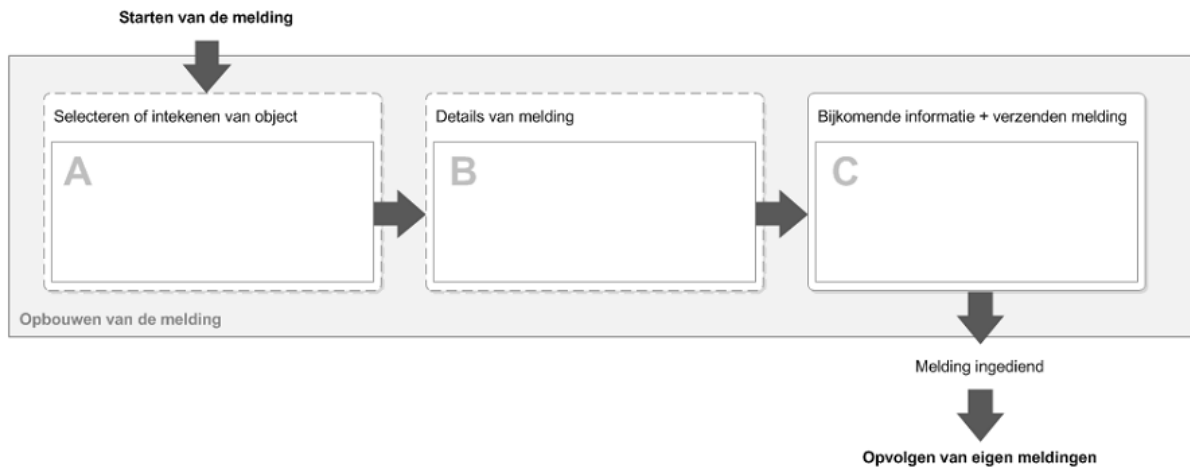 Starten van de melding
Selecteren of intekenen van object
A
Details van melding
B
Bijkomende informatie + verzenden melding
C
Opbouwen van de melding
Melding ingediend
Opvolgen van eigen meldingen